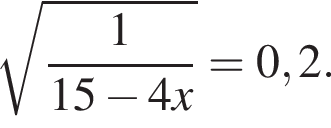 √(1/(15 − 4x)) = 0,2.